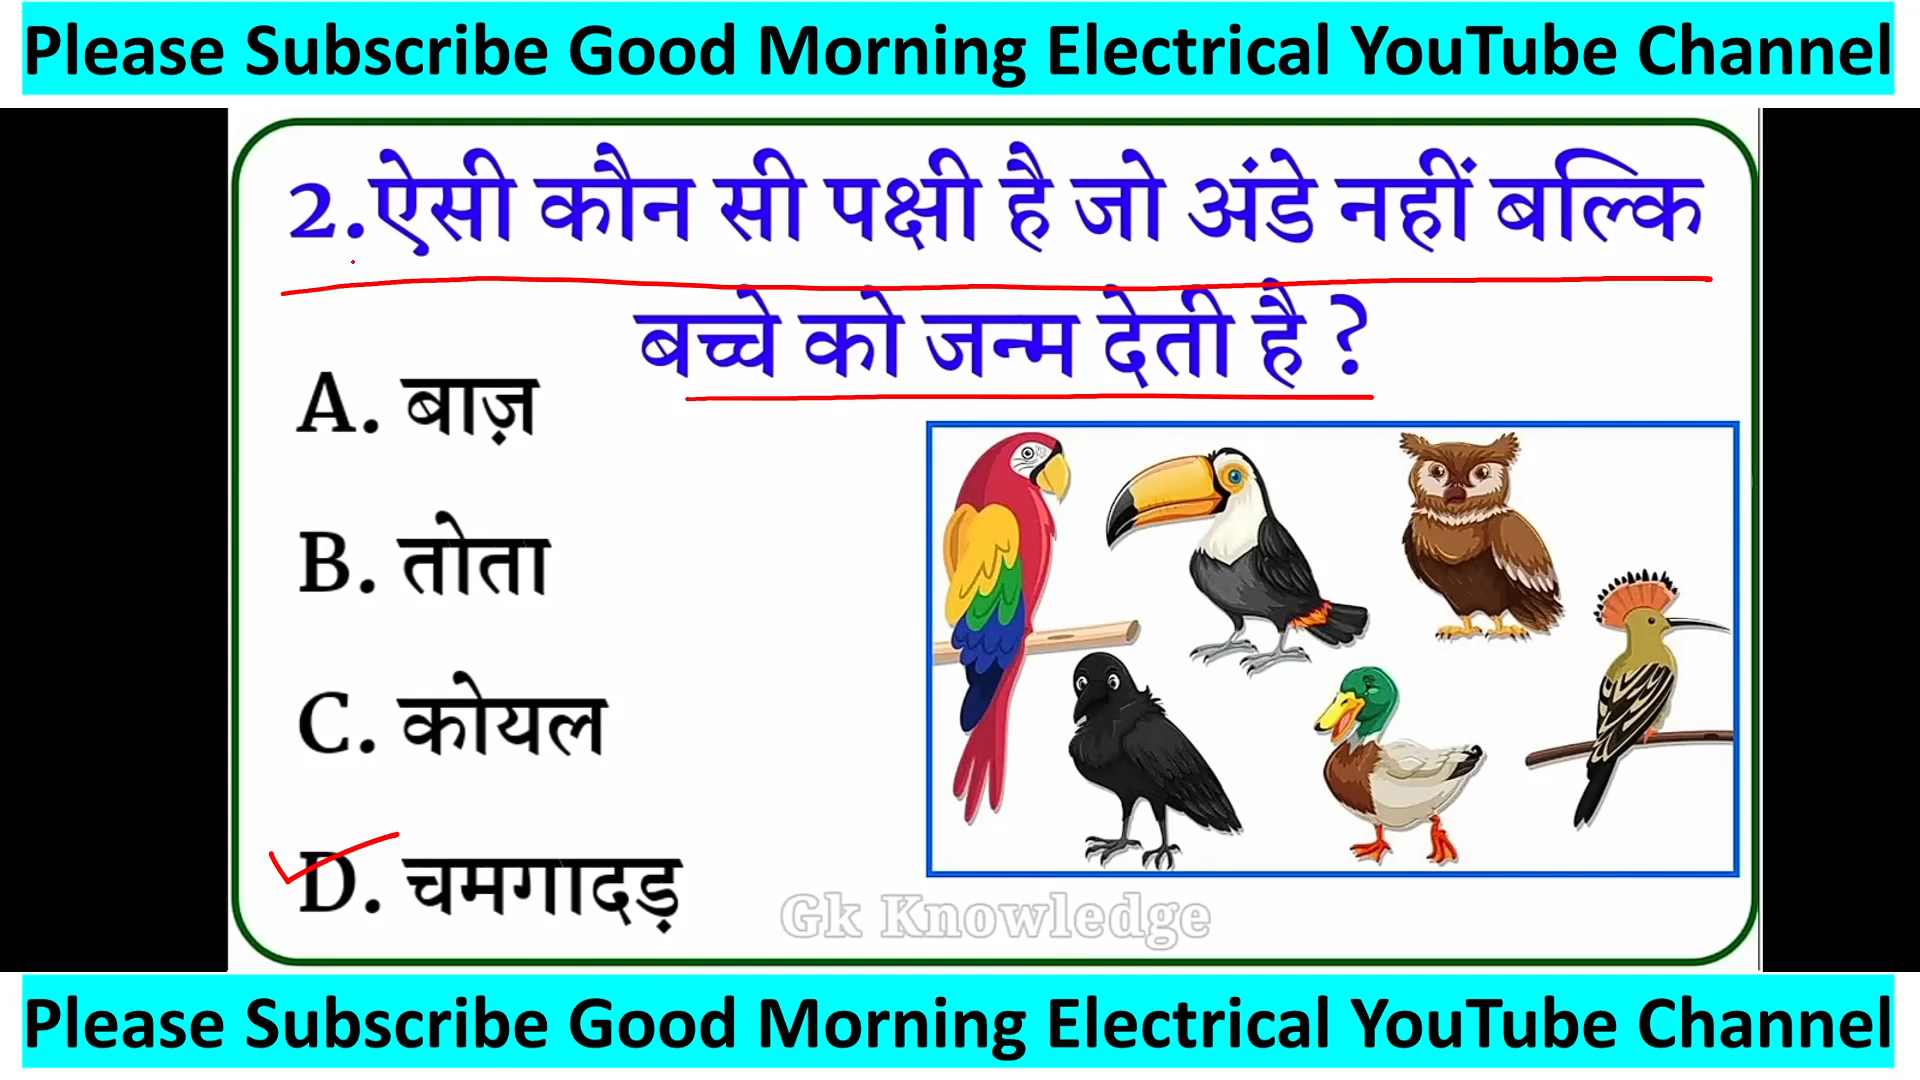 Please Subscribe Good Morning Electrical YouTube Channel
2.ऐसी कौन सी पक्षी है जो अंडे नहीं बल्कि
बच्चे को जन्म देती है ?
A. बाज़
B. तोता
C. कोयल
D. चमगादड़
Gk Knowledge
Please Subscribe Good Morning Electrical YouTube Channel